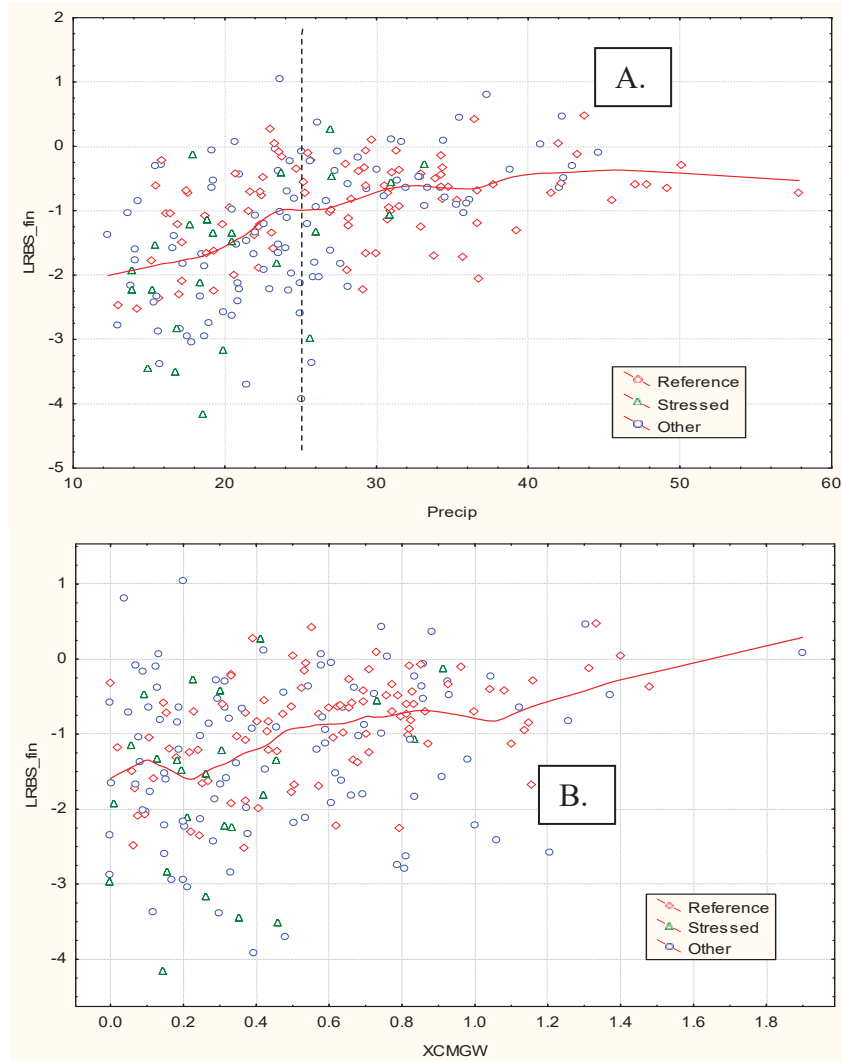 2
1
0
-1
-2
-3
-4
-5
LRBS_fin
A.
Reference
Stressed
Other
10 20 30 40 50 60
Precip
1
0
-1
-2
-3
-4
LRBS_fin
B.
Reference
Stressed
Other
0.0 0.2 0.4 0.6 0.8 1.0 1.2 1.4 1.6 1.8
XCMGW